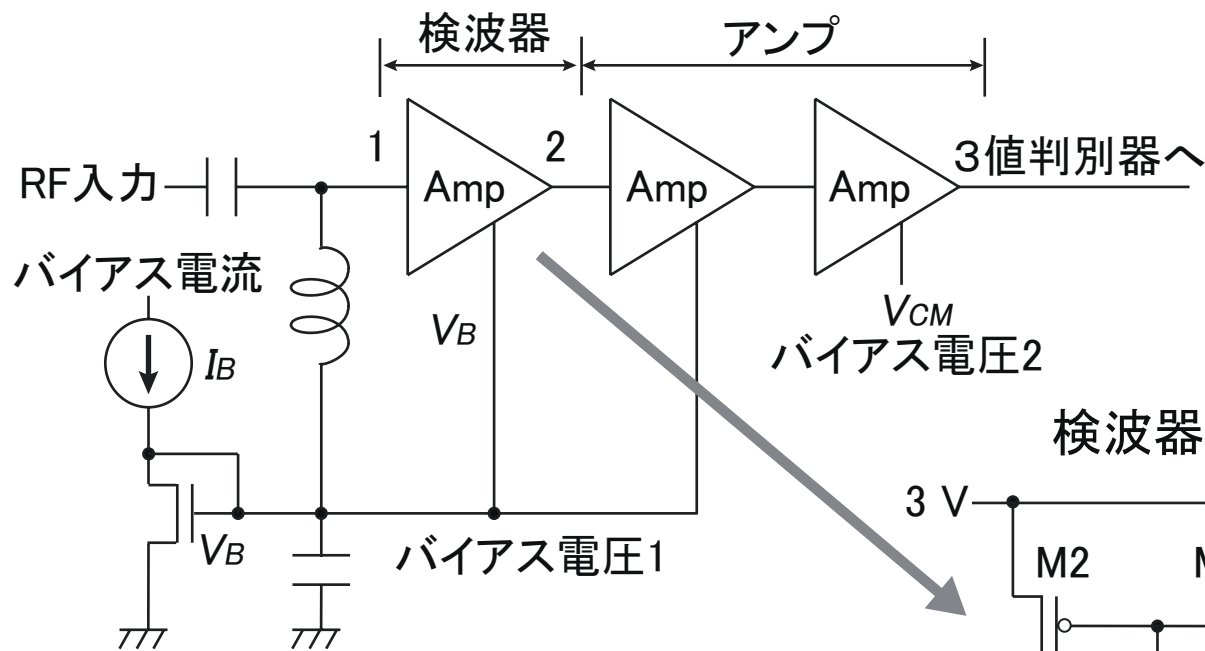 検波器
アンプ
1
2
RF入力
Amp
Amp
Amp
3値判別器へ
バイアス電流
IB
VB
VCM
バイアス電圧2
検波器
3 V
VB
バイアス電圧1
M2